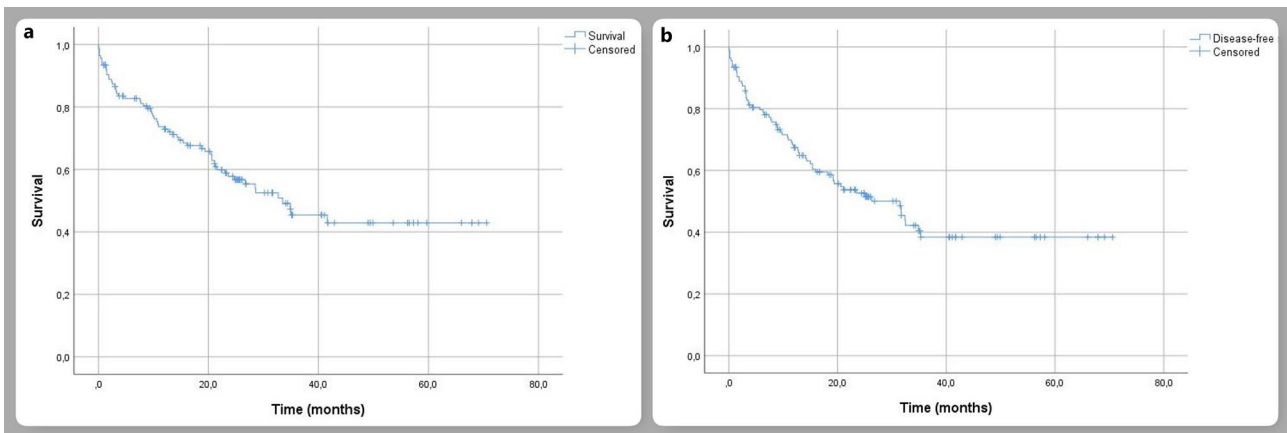 a
Survival
Censored
1,0
0,8
0,6
0,4
0,2
0,0
Survival
,0 20,0 40,0 60,0 80,0
Time (months)
b
Disease-free
Censored
1,0
0,8
0,6
0,4
0,2
0,0
Survival
,0 20,0 40,0 60,0 80,0
Time (months)